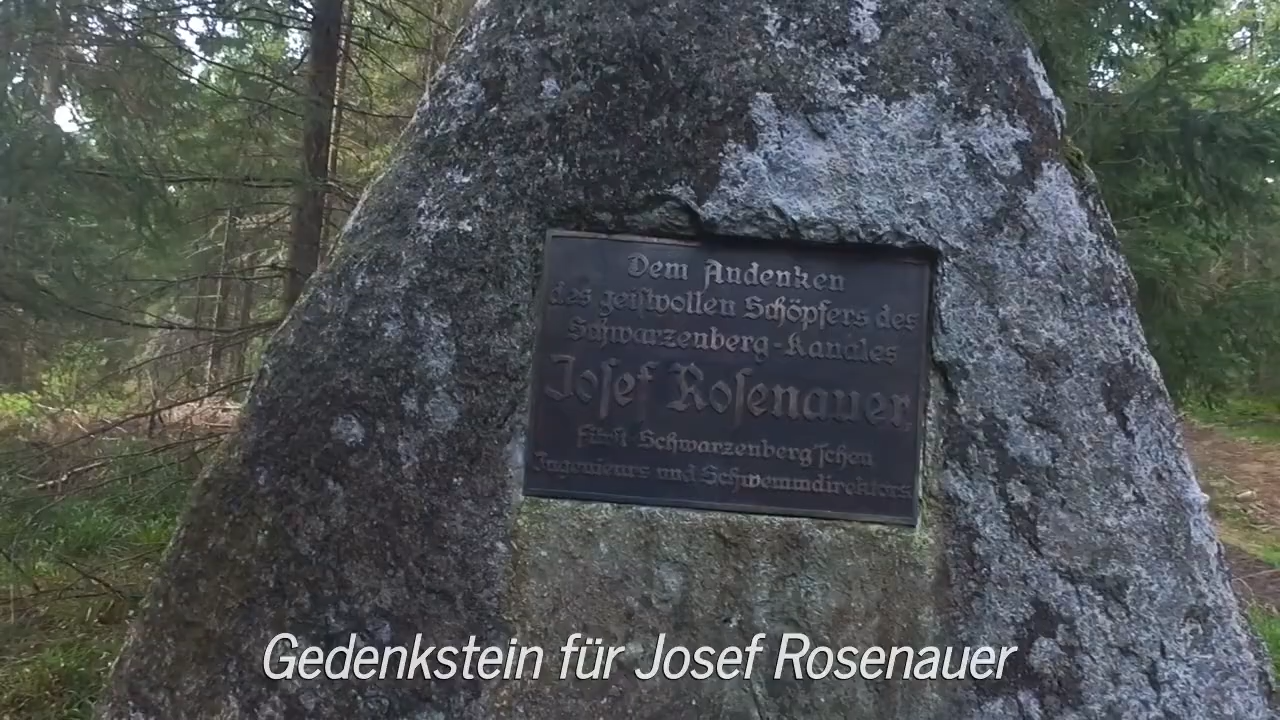 Dem Andenken
des geistvollen Schöpfers des
Schwarzenberg-Kanales
Josef Rosenauer,
Fürst Schwarzenberg'schen
Ingenieurs und Schwemmdirektors
Gedenkstein für Josef Rosenauer